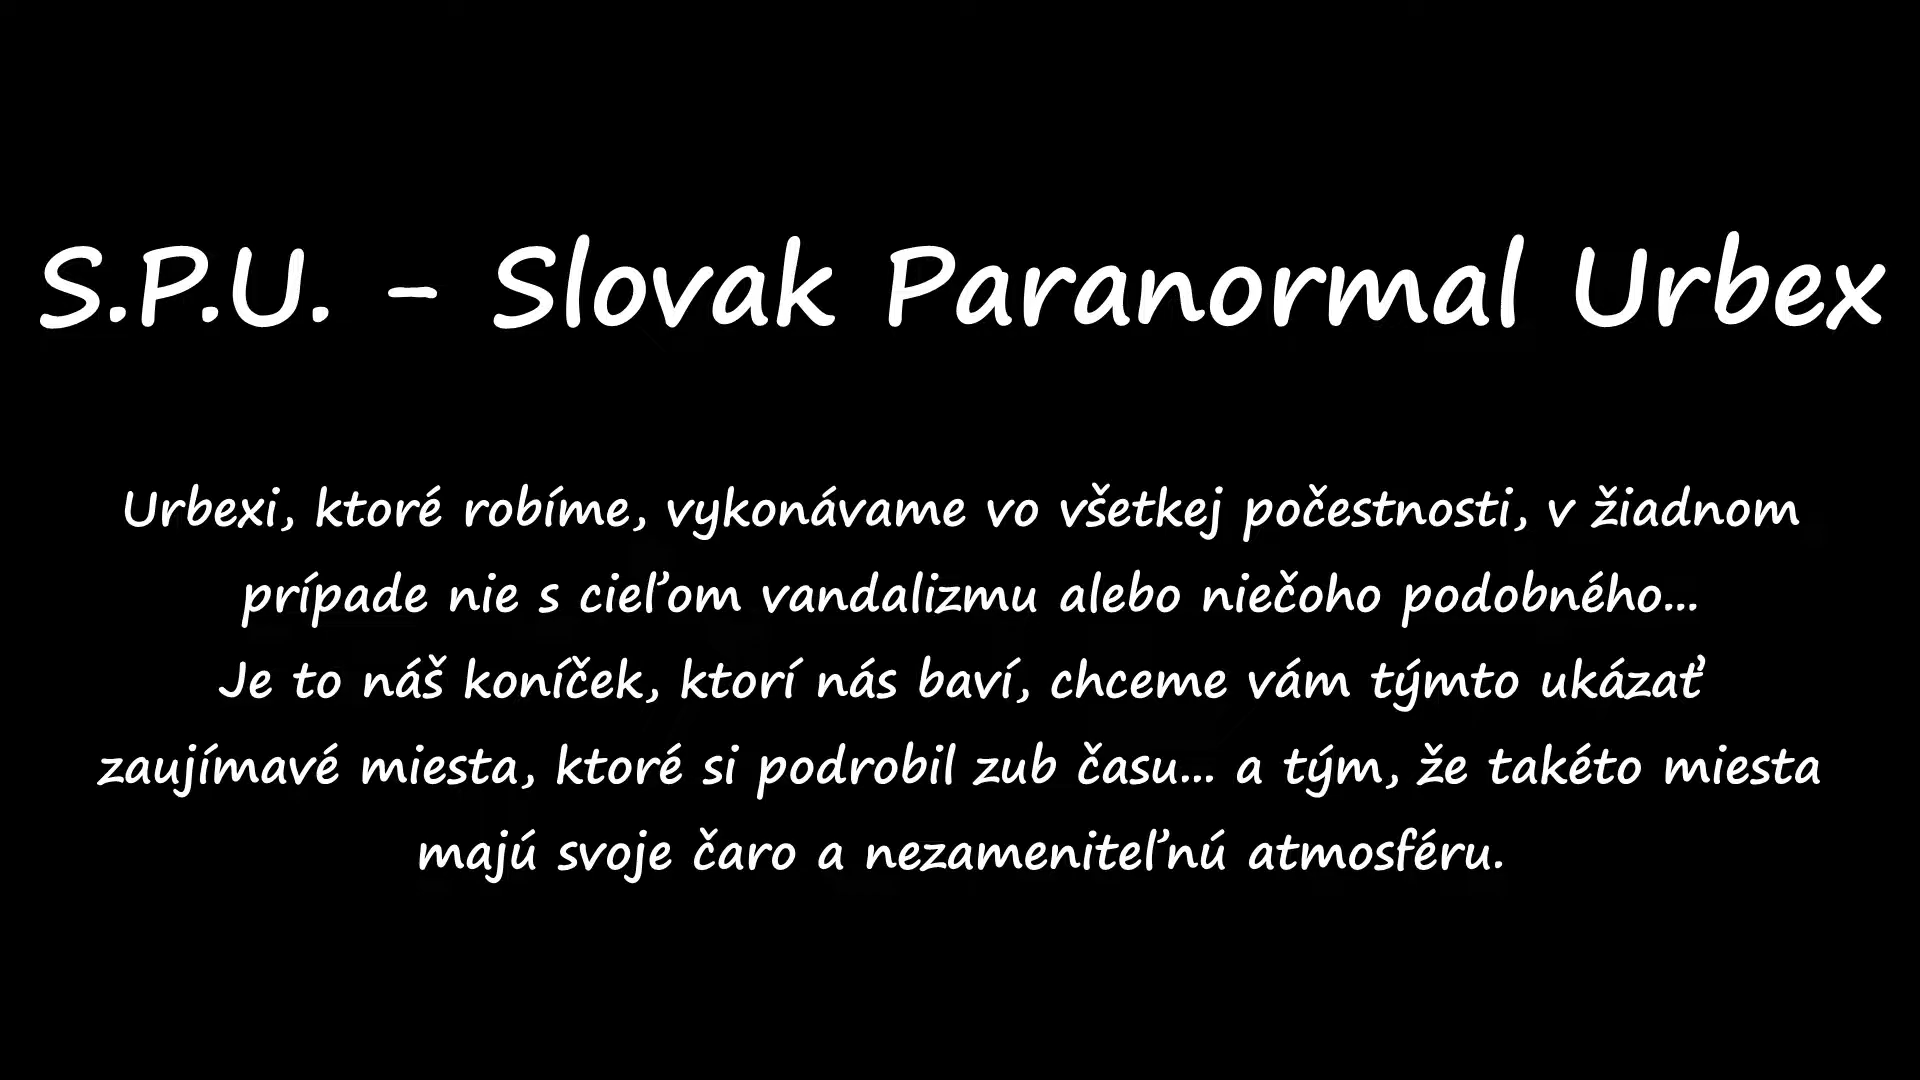 S.P.U. - Slovak Paranormal Urbex
Urbexi, ktoré robíme, vykonávame vo všetkej počestnosti, v žiadnom
prípade nie s cieľom vandalizmu alebo niečoho podobného...
Je to náš koníček, ktorí nás baví, chceme vám týmto ukázať
zaujímavé miesta, ktoré si podrobil zub času... a tým, že takéto miesta
majú svoje čaro a nezameniteľnú atmosféru.